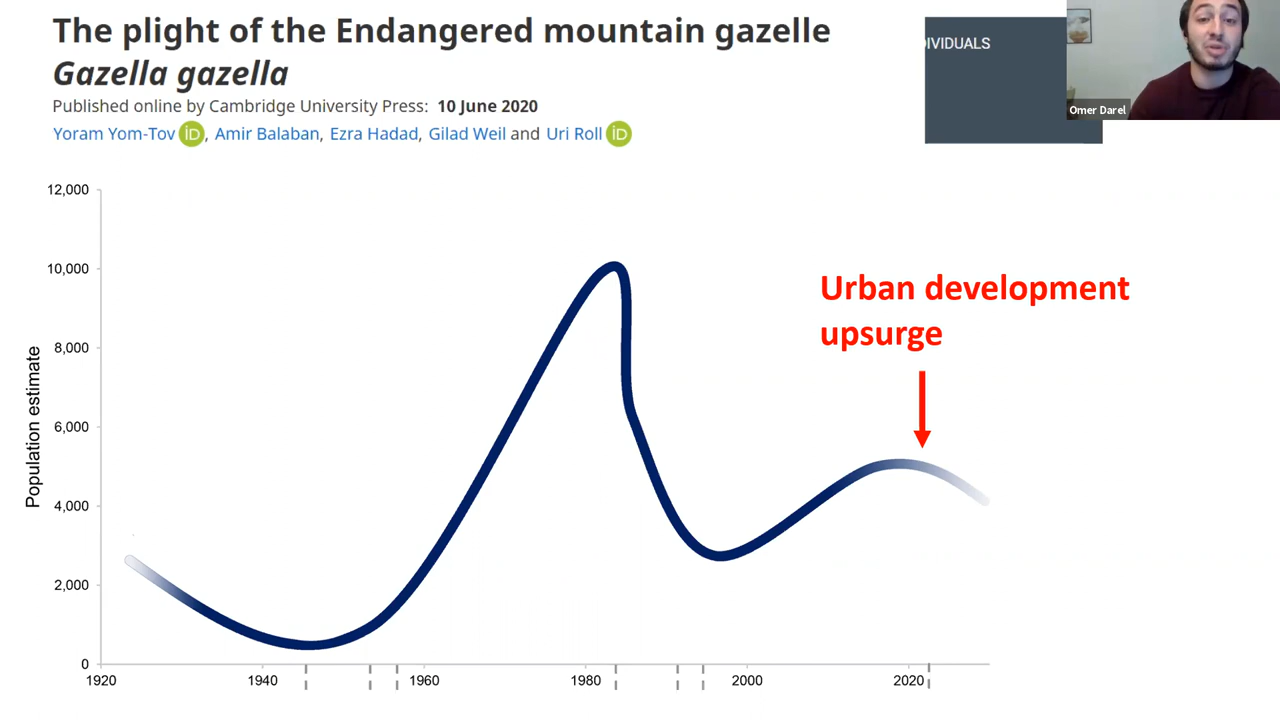 The plight of the Endangered mountain gazelle
Gazella gazella
Published online by Cambridge University Press: 10 June 2020
Yoram Yom-Tov iD, Amir Balaban, Ezra Hadad, Gilad Weil and Uri Roll iD
IVIDUALS
Omer Darel
12,000
10,000
8,000
6,000
4,000
2,000
0
Population estimate
Urban development
upsurge
1920 1940 1960 1980 2000 2020